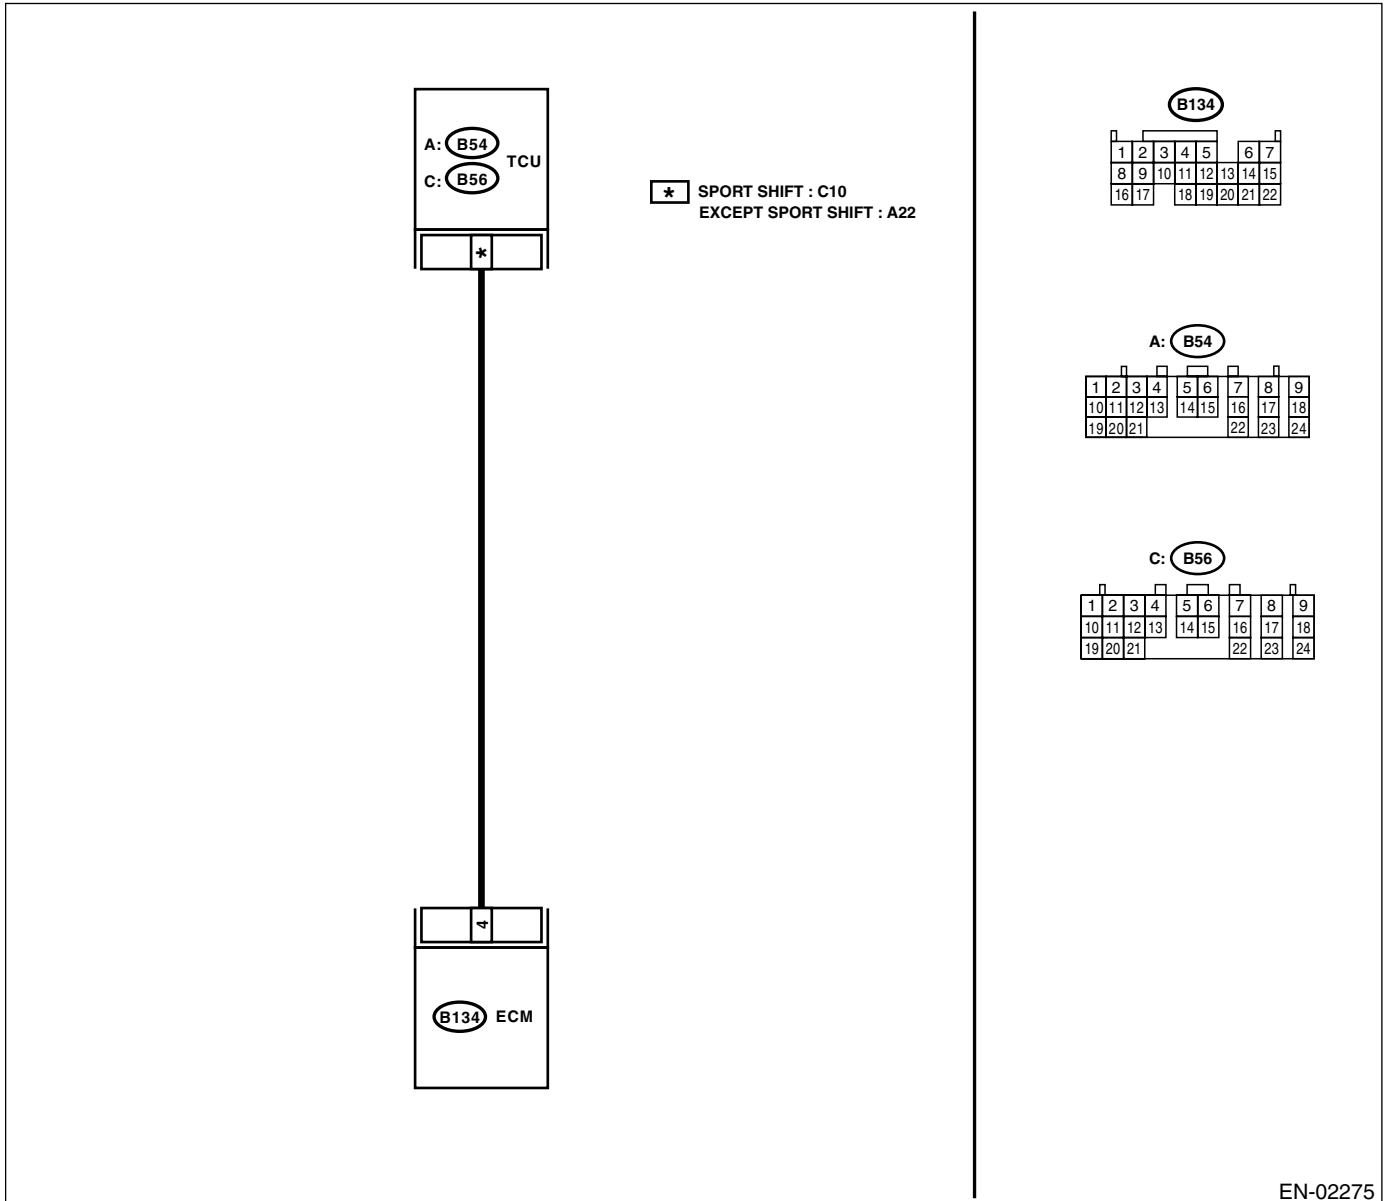 A: B54
TCU
C: B56
*
* SPORT SHIFT : C10
EXCEPT SPORT SHIFT : A22
4
B134 ECM
B134
1 2 3 4 5 6 7
8 9 10 11 12 13 14 15
16 17 18 19 20 21 22
A: B54
1 2 3 4 5 6 7 8 9
10 11 12 13 14 15 16 17 18
19 20 21 22 23 24
C: B56
1 2 3 4 5 6 7 8 9
10 11 12 13 14 15 16 17 18
19 20 21 22 23 24
EN-02275